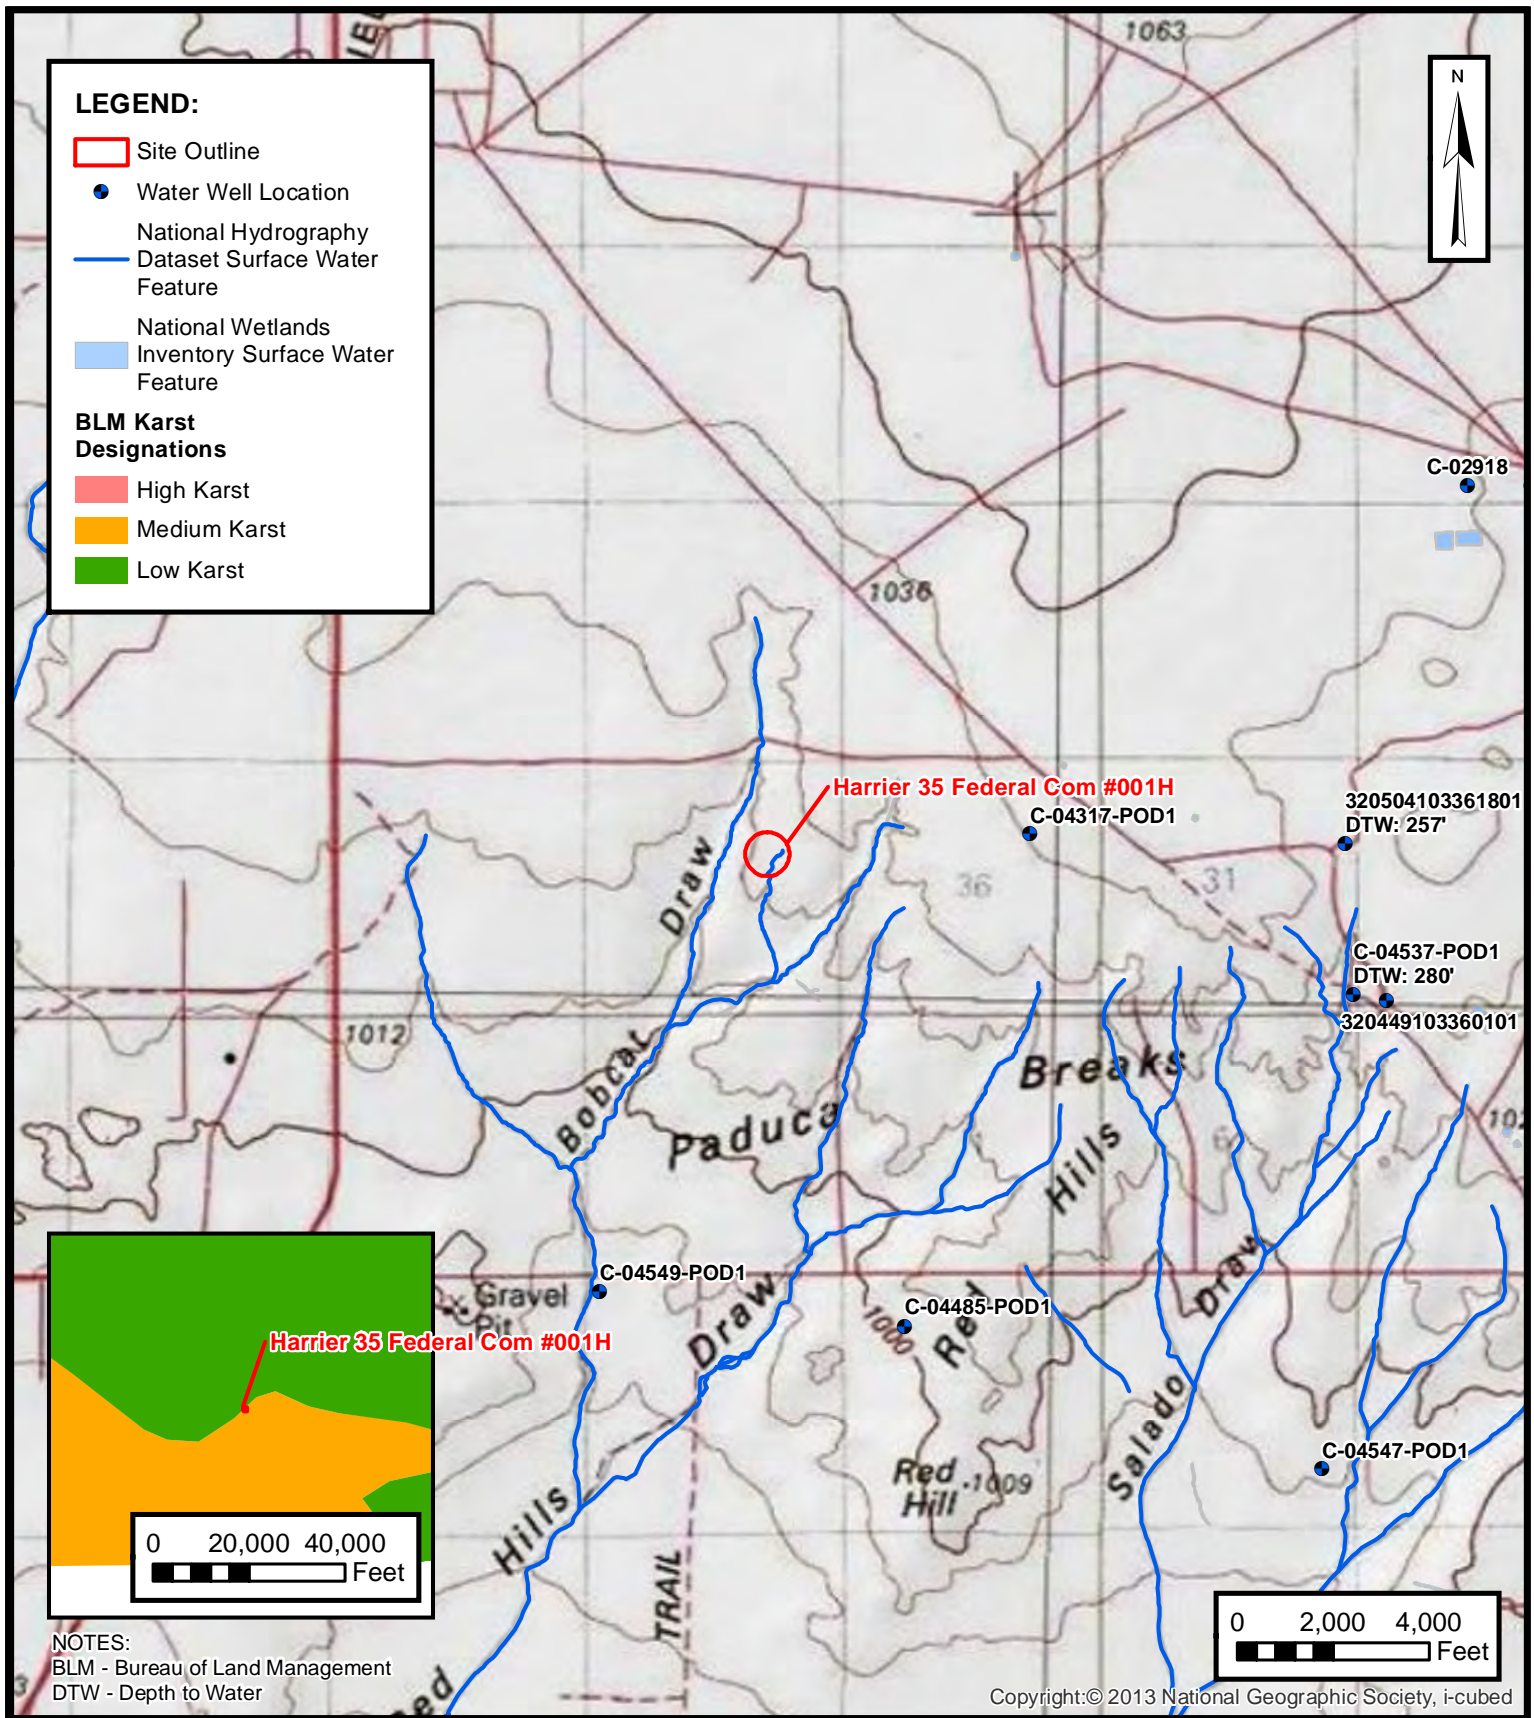 LEGEND:
Site Outline
Water Well Location
National Hydrography
Dataset Surface Water
Feature
National Wetlands
Inventory Surface Water
Feature
BLM Karst
Designations
High Karst
Medium Karst
Low Karst
1063
N
C-02918
1036
Harrier 35 Federal Com #001H
C-04317-POD1
320504103361801
DTW: 257'
36
31
Draw
C-04537-POD1
DTW: 280'
320449103360101
1012
Bobcat
Breaks
Paduca
6
Hills
C-04549-POD1
Gravel
Pit
Draw
C-04485-POD1
1000
Red
Draw
Harrier 35 Federal Com #001H
Salado
C-04547-POD1
Red
Hill
1009
Hills
TRAIL
0 20,000 40,000
Feet
0 2,000 4,000
Feet
NOTES:
BLM - Bureau of Land Management
DTW - Depth to Water
Copyright:© 2013 National Geographic Society, i-cubed